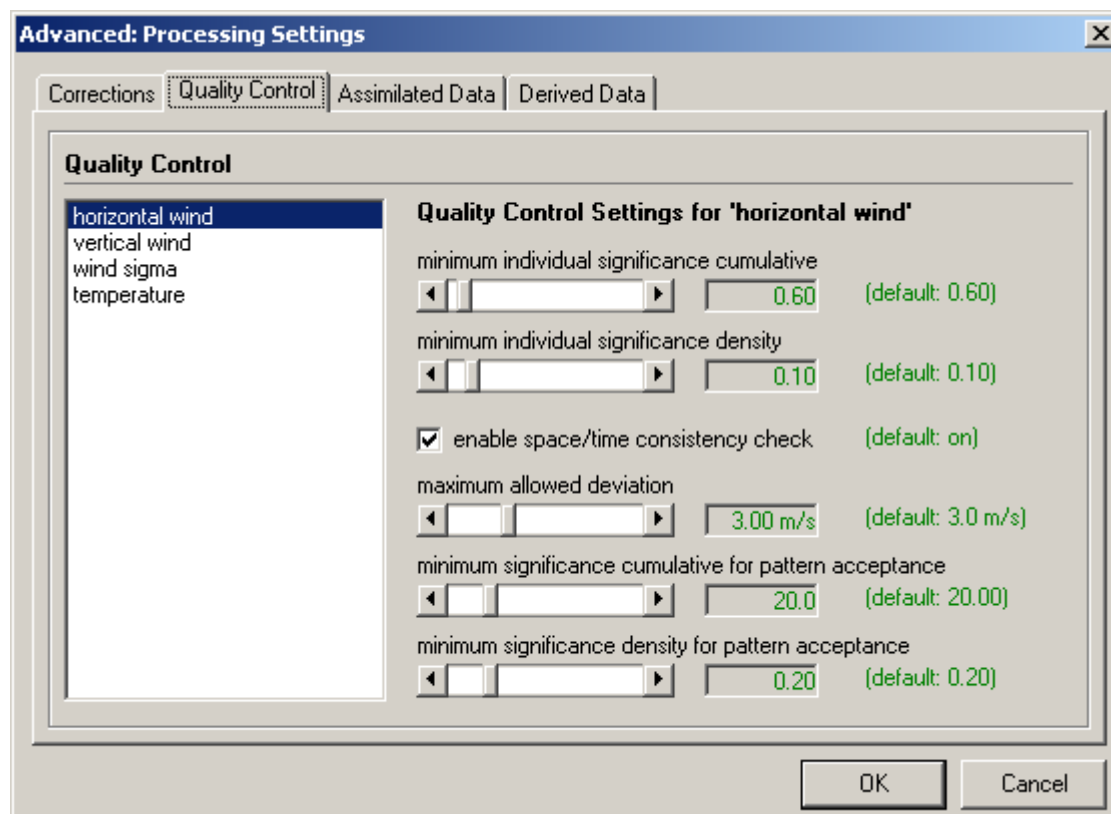 Advanced: Processing Settings
Corrections Quality Control Assimilated Data Derived Data
Quality Control
horizontal wind
vertical wind
wind sigma
temperature
Quality Control Settings for 'horizontal wind'
minimum individual significance cumulative
0.60 (default: 0.60)
minimum individual significance density
0.10 (default: 0.10)
enable space/time consistency check (default: on)
maximum allowed deviation
3.00 m/s (default: 3.0 m/s)
minimum significance cumulative for pattern acceptance
20.0 (default: 20.00)
minimum significance density for pattern acceptance
0.20 (default: 0.20)
OK Cancel